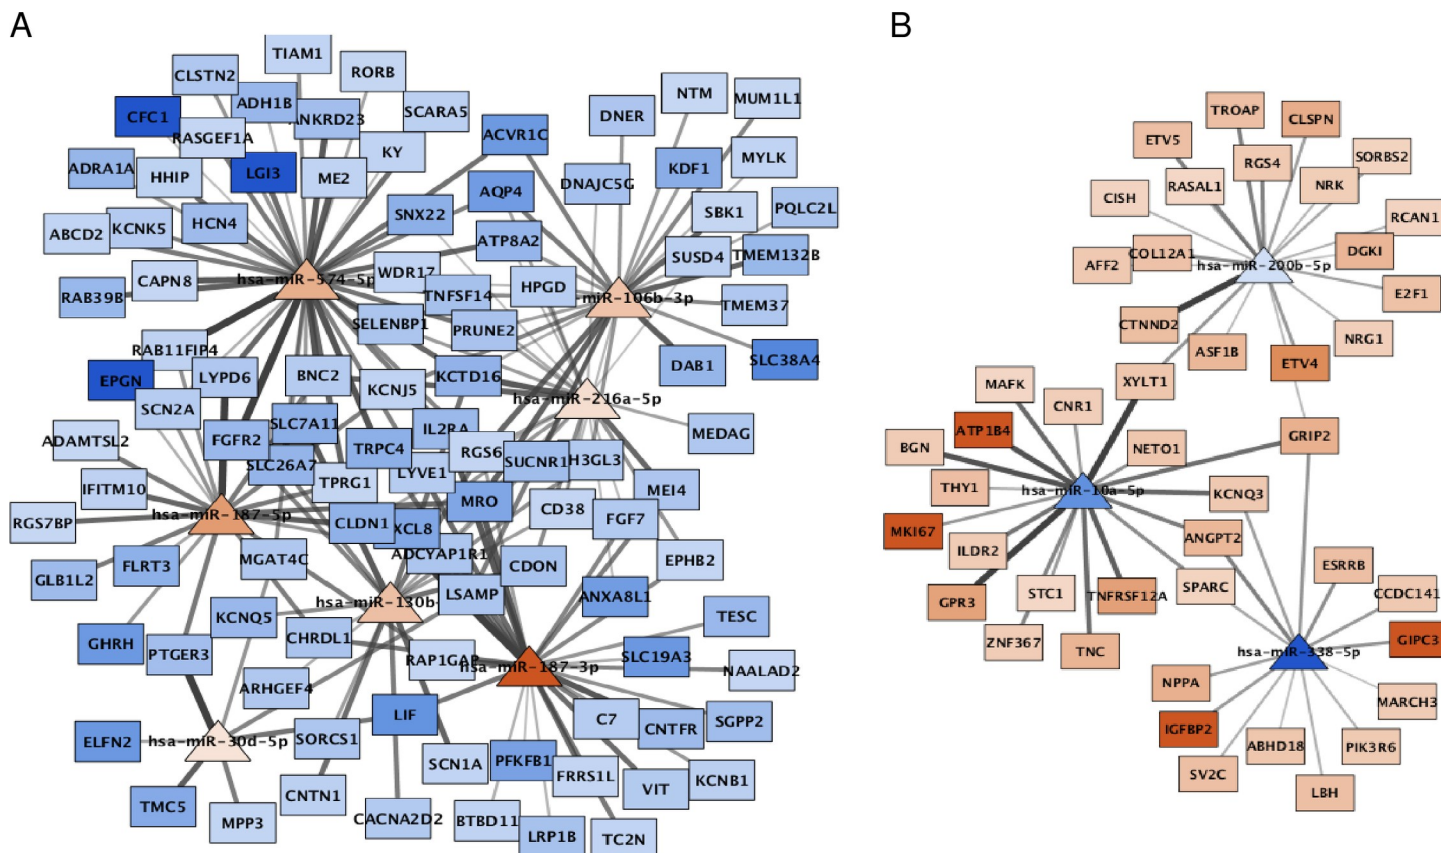 A
TIAM1
CLSTN2
RORB
ADH1B
SCARA5
CFC1
ANKRD23
RASGEF1A
KY
ADRA1A
HHIP
LGI3
ME2
ABCD2
KCNK5
HCN4
SNX22
CAPN8
hsa-miR-574-5p
WDR17
RAB39B
ACVR1C
AQP4
ATP8A2
TNFSF14
HPGD
SELENBP1
PRUNE2
DNER
NTM
MUM1L1
DNAJC5G
KDF1
MYLK
SBK1
PQLC2L
SUSD4
TMEM132B
-miR-106b-3p
TMEM37
DAB1
SLC38A4
RAB11FIP4
EPGN
LYPD6
BNC2
KCNJ5
KCTD16
hsa-miR-216a-5p
MEDAG
SCN2A
ADAMTSL2
FGFR2
SLC7A11
SLC26A7
TRPC4
IL2RA
LYVE1
RGS6
SUCNR1
H3GL3
IFITM10
TPRG1
MRO
MEI4
RGS7BP
hsa-miR-187-5p
CLDN1
XCL8
CD38
FGF7
GLB1L2
FLRT3
MGAT4C
ADCYAP1R1
CDON
EPHB2
LSAMP
ANXA8L1
hsa-miR-130b-
KCNQ5
GHRH
PTGER3
CHRDL1
RAP1GAP
hsa-miR-187-3p
TESC
SLC19A3
NAALAD2
ARHGEF4
LIF
C7
CNTFR
SGPP2
ELFN2
hsa-miR-30d-5p
SORCS1
SCN1A
PFKFB1
FRRS1L
VIT
KCNB1
TMC5
MPP3
CNTN1
CACNA2D2
BTBD11
LRP1B
TC2N
B
TROAP
CLSPN
ETV5
RGS4
SORBS2
RASAL1
NRK
CISH
RCAN1
COL12A1
DGKI
AFF2
hsa-miR-200b-5p
E2F1
CTNND2
NRG1
ASF1B
ETV4
XYLT1
MAFK
CNR1
ATP1B4
GRIP2
BGN
NETO1
THY1
hsa-miR-10a-5p
KCNQ3
MKI67
ILDR2
ANGPT2
GPR3
STC1
TNFRSF12A
SPARC
ESRRB
CCDC141
ZNF367
TNC
hsa-miR-338-5p
GIPC3
NPPA
MARCH3
IGFBP2
ABHD18
PIK3R6
SV2C
LBH